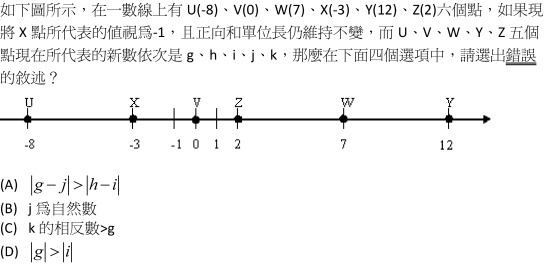 如下圖所示，在一數線上有 U(-8)、V(0)、W(7)、X(-3)、Y(12)、Z(2)六個點，如果現
將 X 點所代表的值視為-1，且正向和單位長仍維持不變，而 U、V、W、Y、Z 五個
點現在所代表的新數依次是 g、h、i、j、k，那麼在下面四個選項中，請選出錯誤
的敘述？
U X V Z W Y
-8 -3 -1 0 1 2 7 12
(A) |g－j|>|h－i|
(B) j 為自然數
(C) k 的相反數>g
(D) |g|>|i|